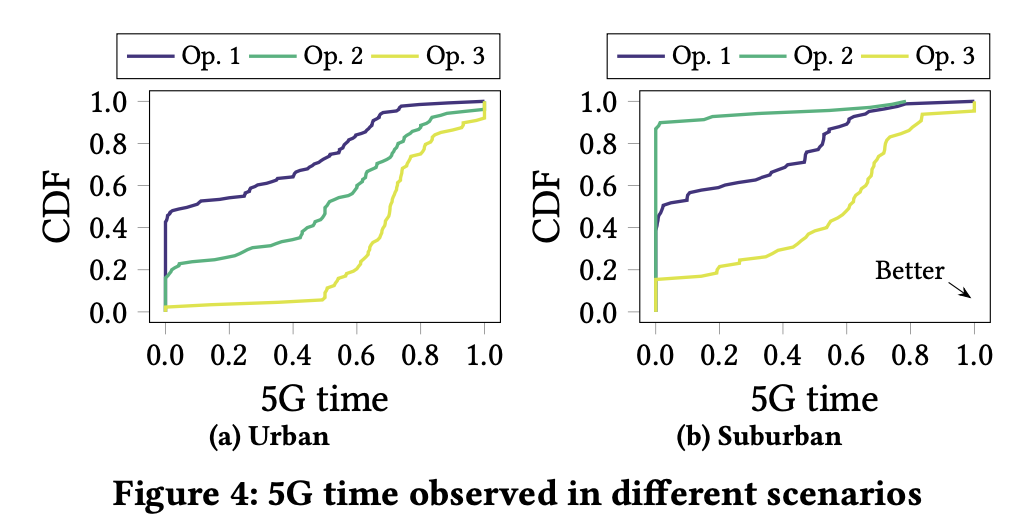 Op. 1 Op. 2 Op. 3
1.0
0.8
0.6
0.4
0.2
0.0
CDF
0.0 0.2 0.4 0.6 0.8 1.0
5G time
(a) Urban
Op. 1 Op. 2 Op. 3
1.0
0.8
0.6
0.4
0.2
0.0
CDF
Better
0.0 0.2 0.4 0.6 0.8 1.0
5G time
(b) Suburban
Figure 4: 5G time observed in different scenarios